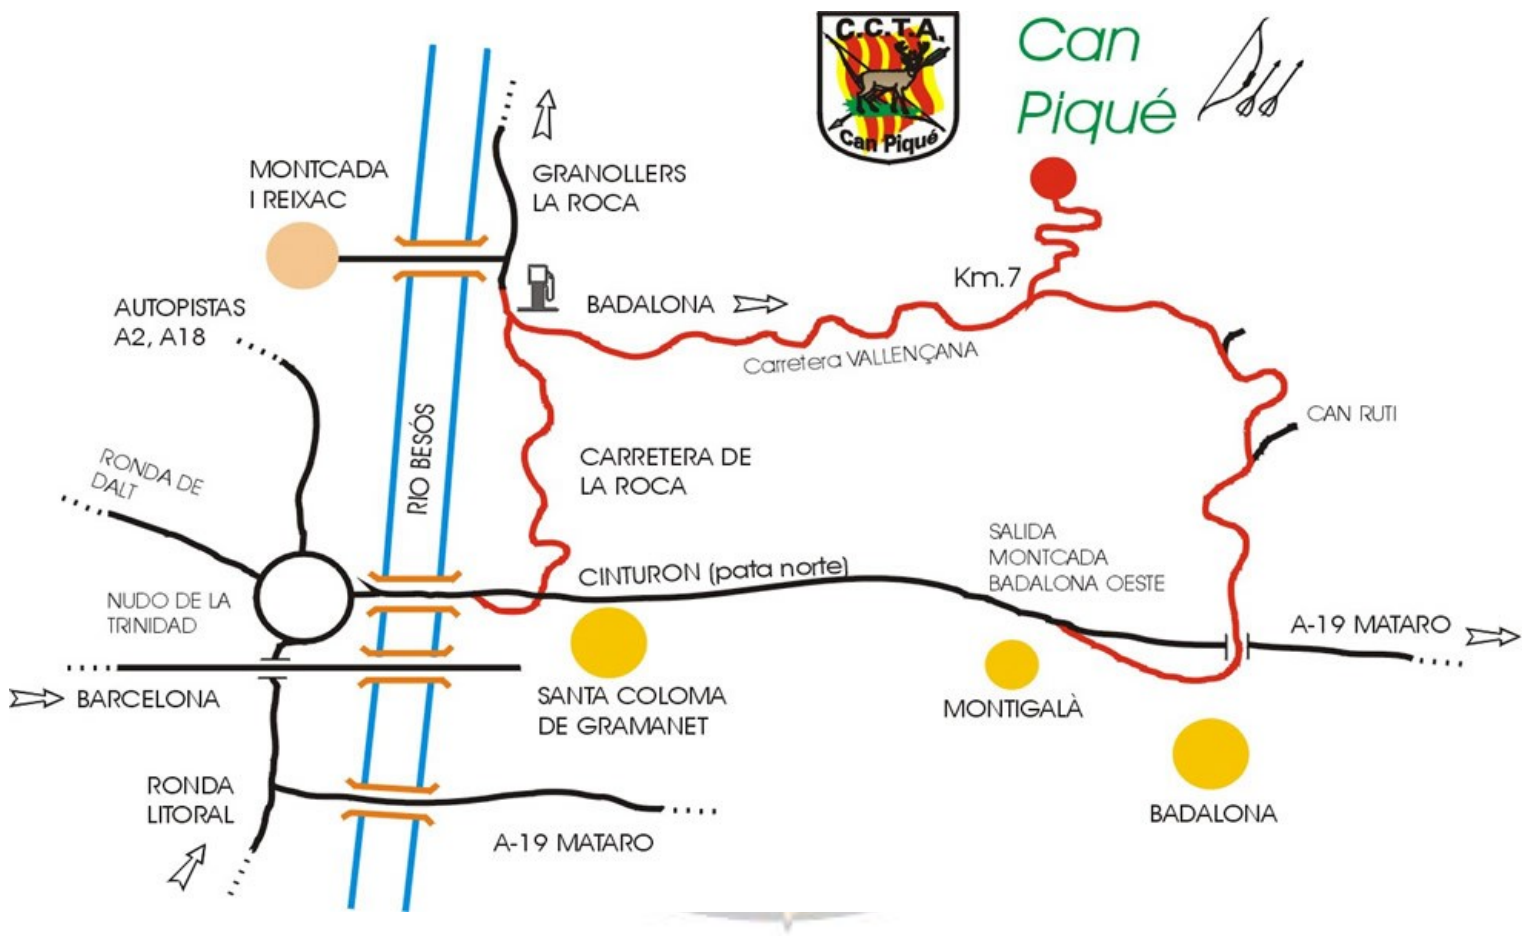 C.C.T.A.
Can Piqué
Can
Piqué
MONTCADA
I REIXAC
GRANOLLERS
LA ROCA
Km.7
BADALONA
AUTOPISTAS
A2, A18
Carretera VALLENÇANA
CAN RUTI
RIO BESÓS
RONDA DE
DALT
CARRETERA DE
LA ROCA
SALIDA
MONTCADA
BADALONA OESTE
CINTURON (pata norte)
NUDO DE LA
TRINIDAD
A-19 MATARO
BARCELONA
SANTA COLOMA
DE GRAMANET
MONTIGALÀ
RONDA
LITORAL
BADALONA
A-19 MATARO